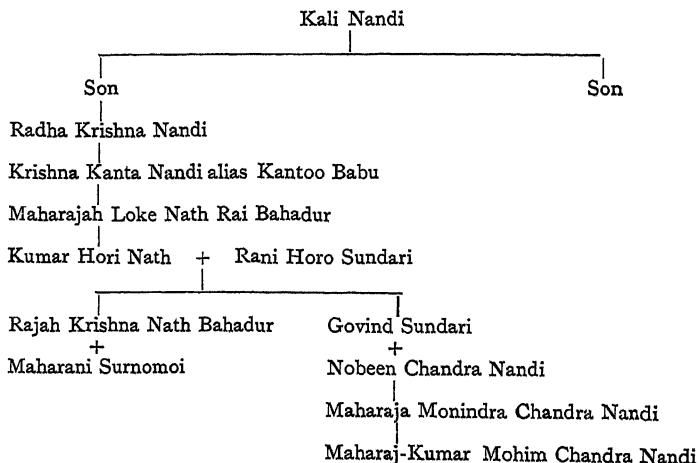 Kali Nandi
Son Son
Radha Krishna Nandi
Krishna Kanta Nandi alias Kantoo Babu
Maharajah Loke Nath Rai Bahadur
Kumar Hori Nath + Rani Horo Sundari
Rajah Krishna Nath Bahadur Govind Sundari
+ +
Maharani Surnomoi Nobeen Chandra Nandi
Maharaja Monindra Chandra Nandi
Maharaj-Kumar Mohim Chandra Nandi